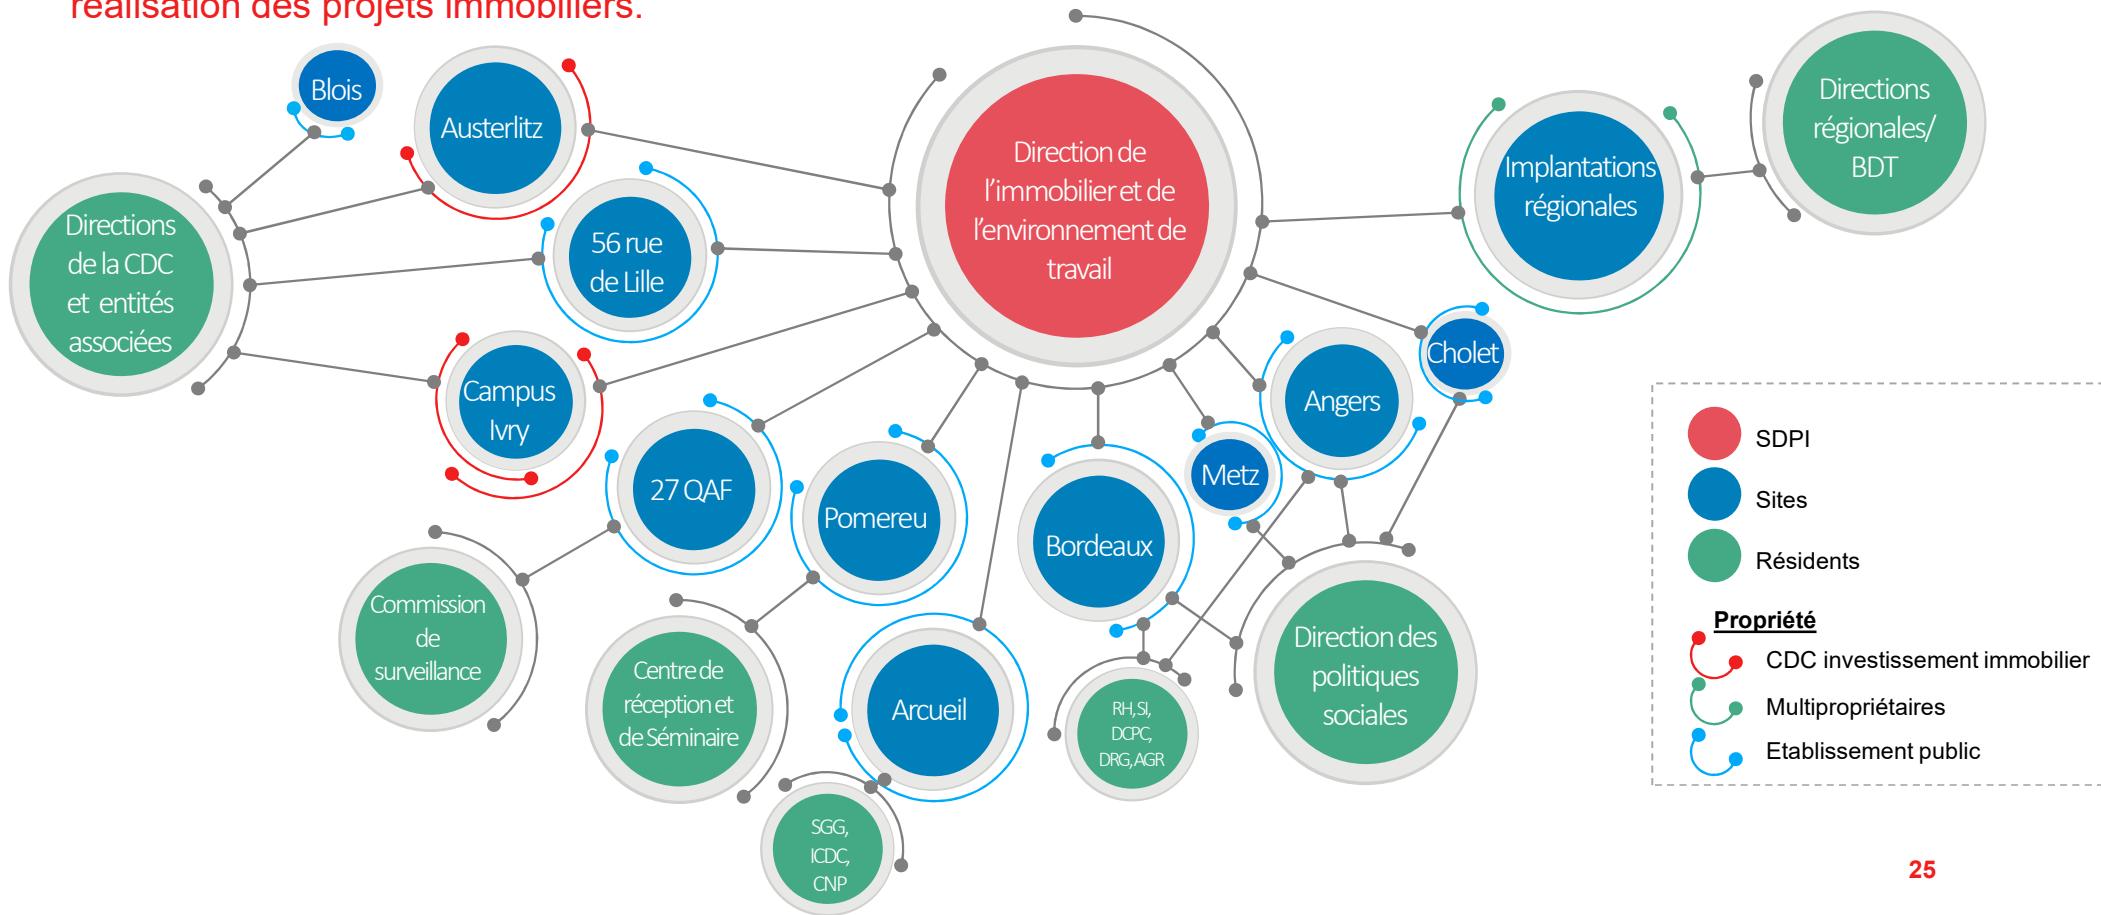 réalisation des projets immobiliers.
Blois
Austerlitz
Directions
de la CDC
et entités
associées
56 rue
de Lille
Campus
Ivry
Direction de
l'immobilier et de
l'environnement de
travail
Implantations
régionales
Directions
régionales/
BDT
Cholet
Angers
Metz
27 QAF
Pomereu
Bordeaux
Commission
de
surveillance
Centre de
réception et
de Séminaire
Arcueil
SGG,
ICDC,
CNP
RH, SI,
DCPC,
DRG, AGR
Direction des
politiques
sociales
SDPI
Sites
Résidents
Propriété
CDC investissement immobilier
Multipropriétaires
Etablissement public
25